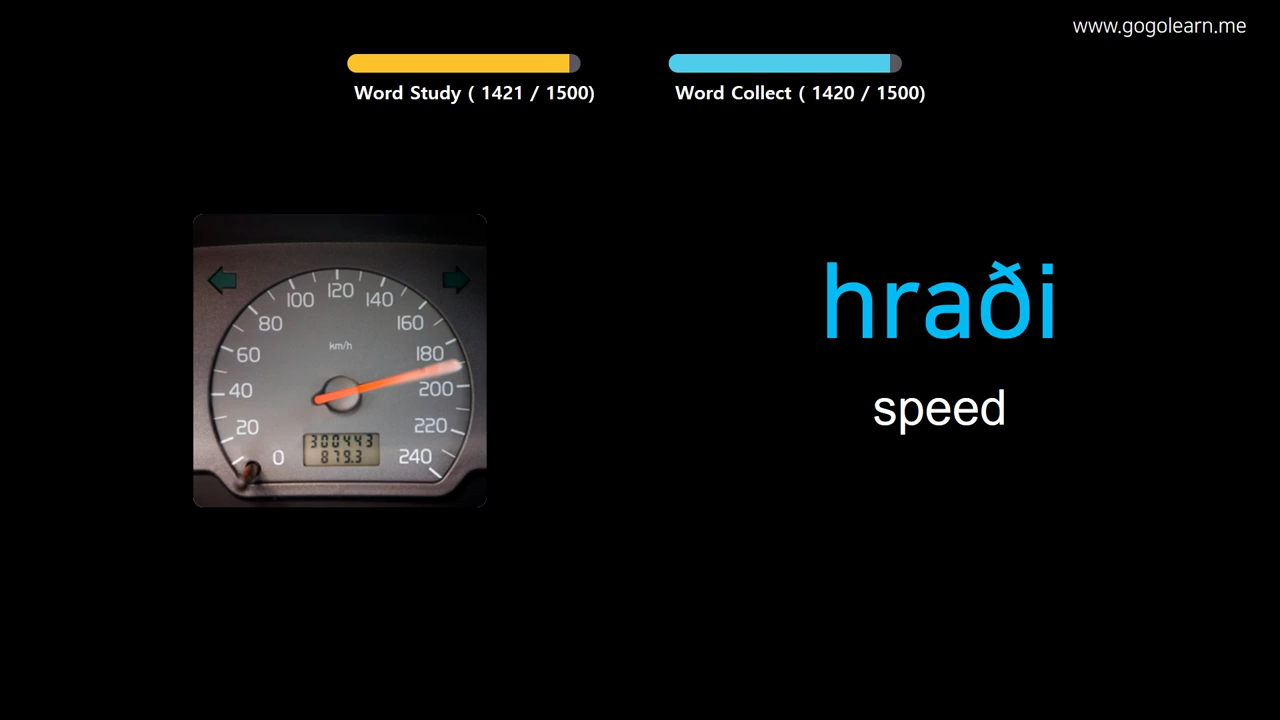 www.gogolearn.me
Word Study ( 1421 / 1500)
Word Collect ( 1420 / 1500)
hraði
speed
0
20
40
60
80
100
120
140
160
180
200
220
240
km/h
300443
879.3